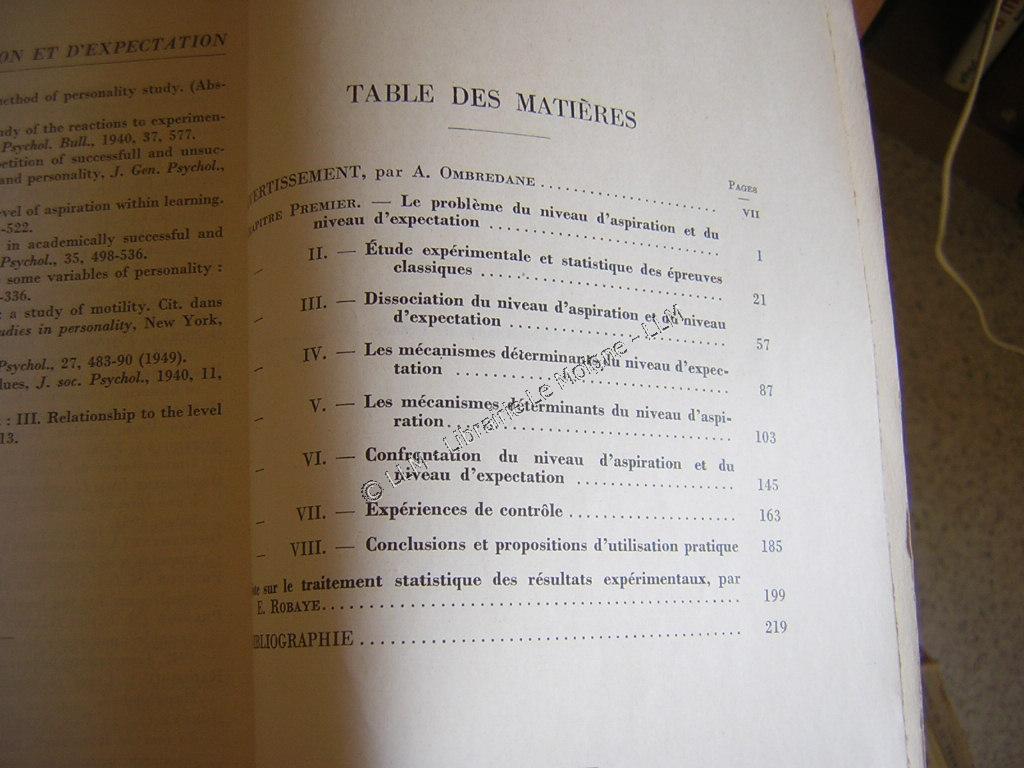 ON ET D'EXPECTATION
method of personality study. (Abs-
of the reactions to experimen-
Psychol. Bull., 1940, 37, 577.
of successfull and unsuc-
and personality, J. Gen. Psychol.,
of aspiration within learning.
-522.
in academically successful and
Psychol., 35, 498-536.
some variables of personality :
-336.
: a study of motility. Cit. dans
in personality, New York,
Psychol., 27, 483-90 (1949).
J. soc. Psychol., 1940, 11,
: III. Relationship to the level
13.
TABLE DES MATIÈRES
PAGES
VERTISSEMENT, par A. OMBREDANE ........................ VII
APITRE PREMIER. — Le problème du niveau d'aspiration et du
niveau d'expectation ........................ 1
— II. — Étude expérimentale et statistique des épreuves
classiques ........................ 21
— III. — Dissociation du niveau d'aspiration et du niveau
d'expectation ........................ 57
— IV. — Les mécanismes déterminants du niveau d'expec-
tation ........................ 87
— V. — Les mécanismes déterminants du niveau d'aspi-
ration ........................ 103
— VI. — Confrontation du niveau d'aspiration et du
niveau d'expectation ........................ 145
— VII. — Expériences de contrôle ........................ 163
— VIII. — Conclusions et propositions d'utilisation pratique 185
sur le traitement statistique des résultats expérimentaux, par
E. ROBAYE ........................ 199
BLIOGRAPHIE ........................ 219
© LLM - Librairie Le Moisne - LLM